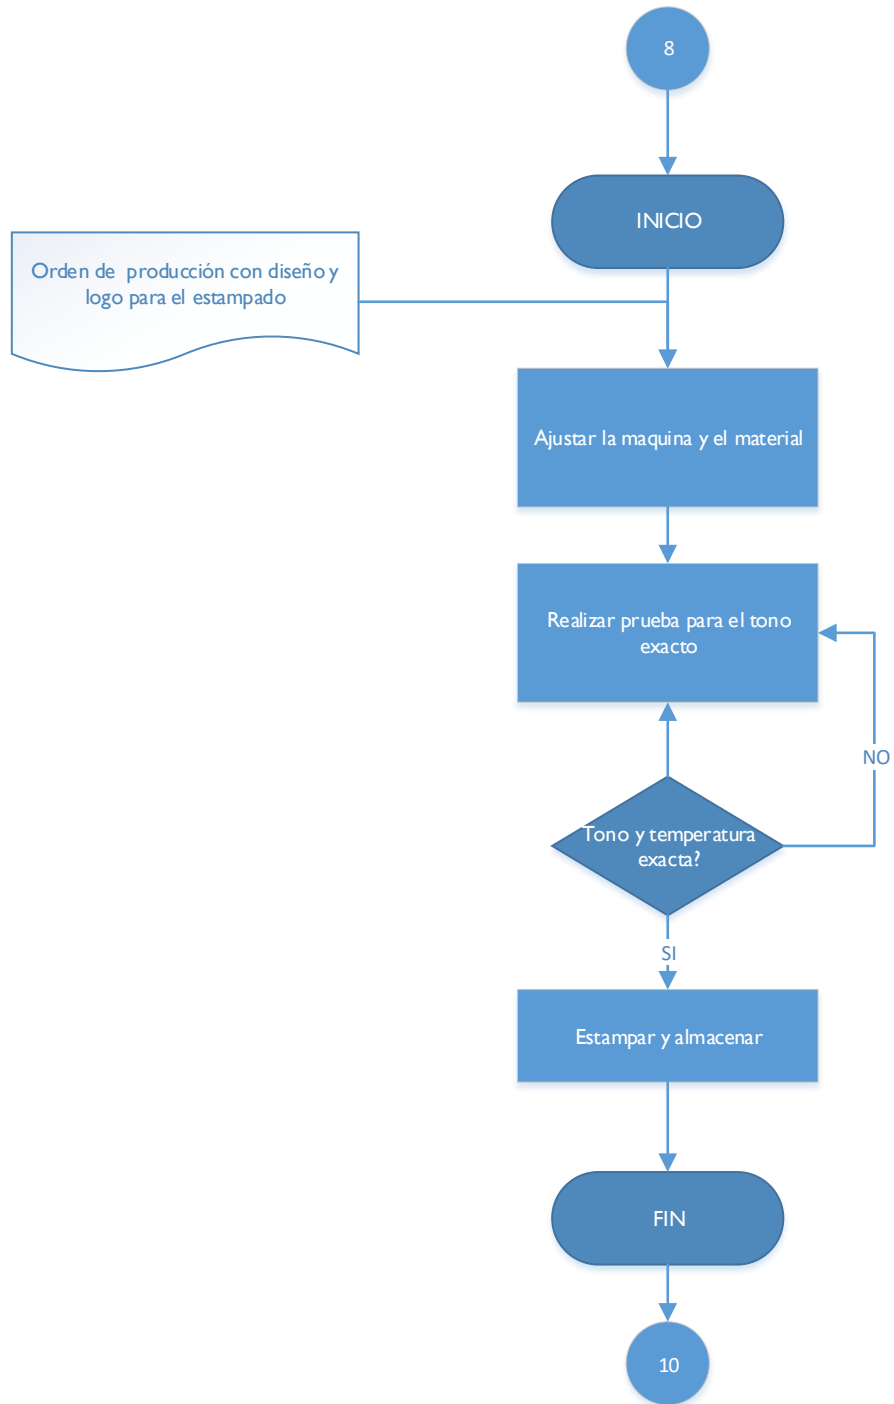 8
INICIO
Orden de producción con diseño y
logo para el estampado
Ajustar la maquina y el material
Realizar prueba para el tono
exacto
NO
Tono y temperatura
exacta?
SI
Estampar y almacenar
FIN
10